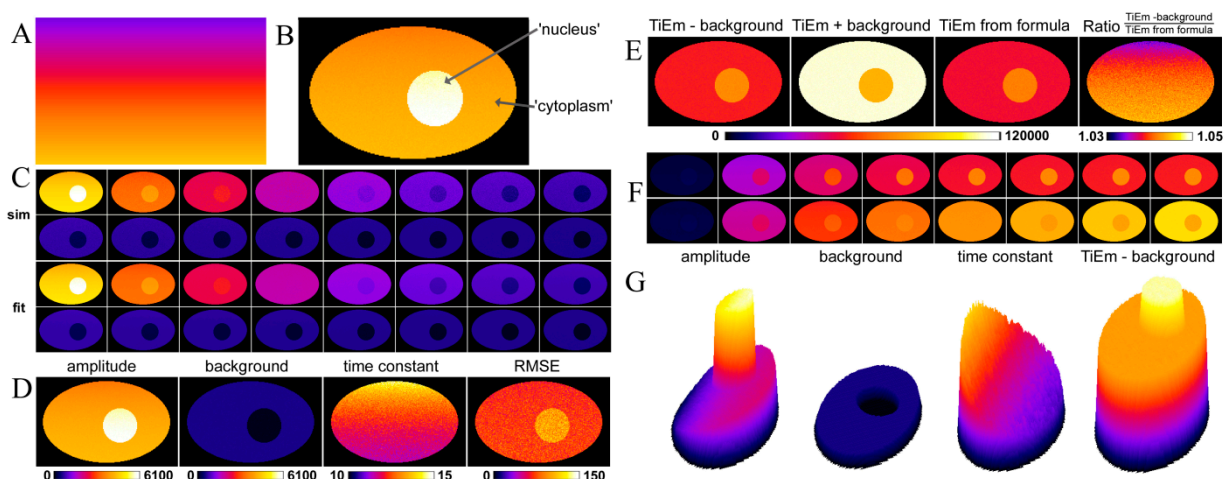 A
B
'nucleus'
'cytoplasm'
C
sim
fit
amplitude
background
time constant
RMSE
D
0 6100
0 6100
10 15
0 150
TiEm - background
TiEm + background
TiEm from formula
Ratio TiEm -background
TiEm from formula
E
0 120000
1.03 1.05
F
amplitude
background
time constant
TiEm - background
G